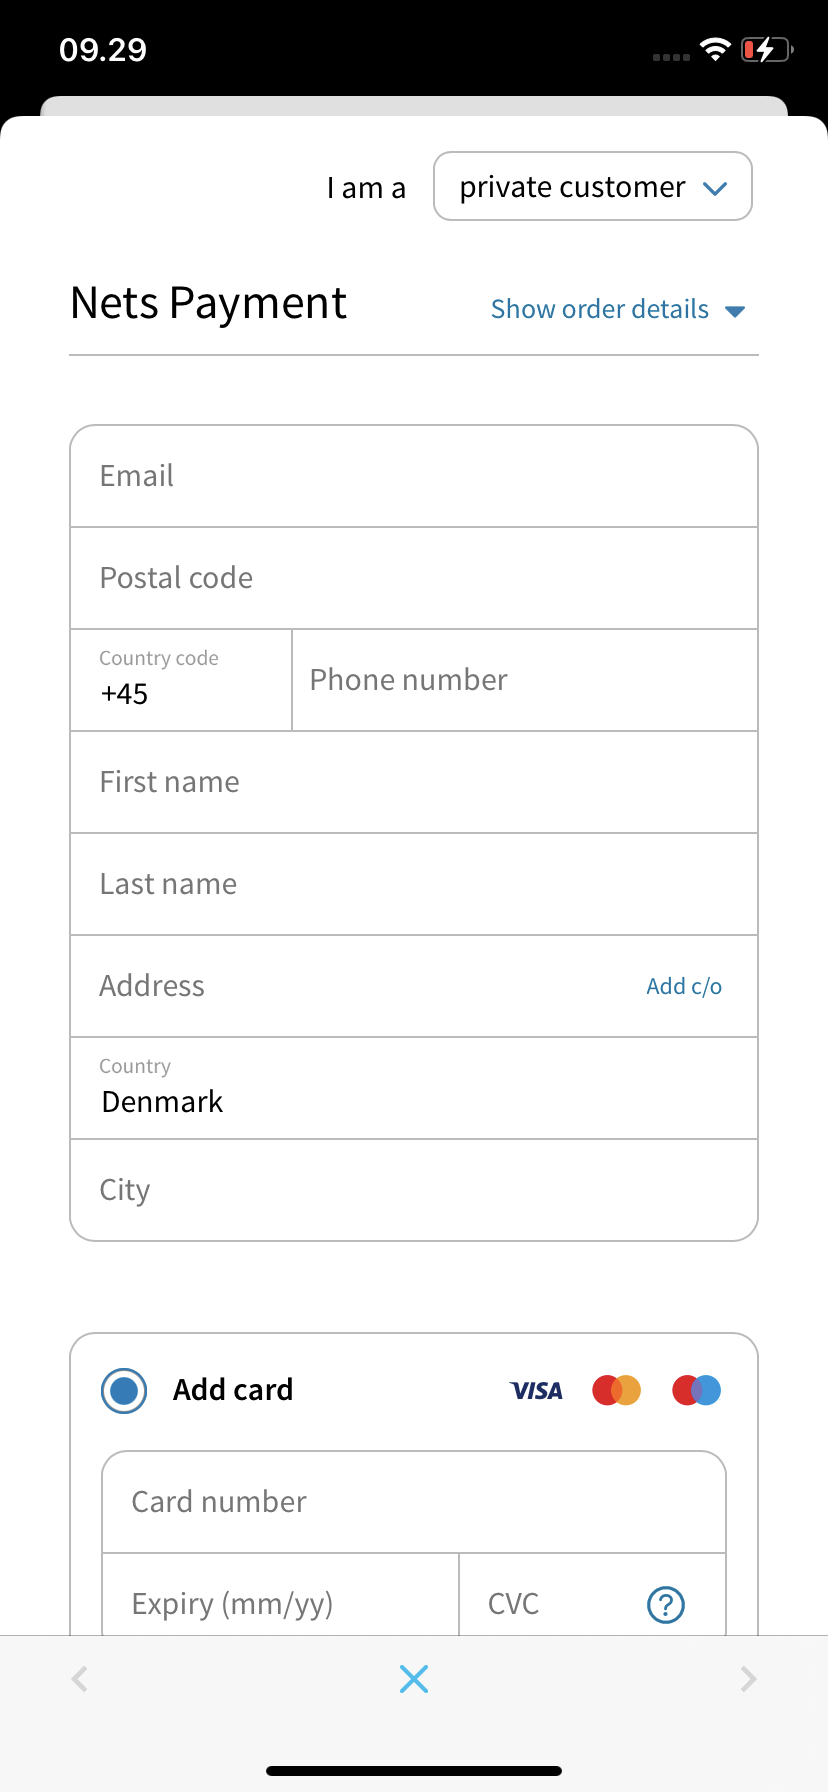 09.29
I am a private customer
Nets Payment Show order details
Email
Postal code
Country code
+45
Phone number
First name
Last name
Address Add c/o
Country
Denmark
City
Add card VISA
Card number
Expiry (mm/yy) CVC ?